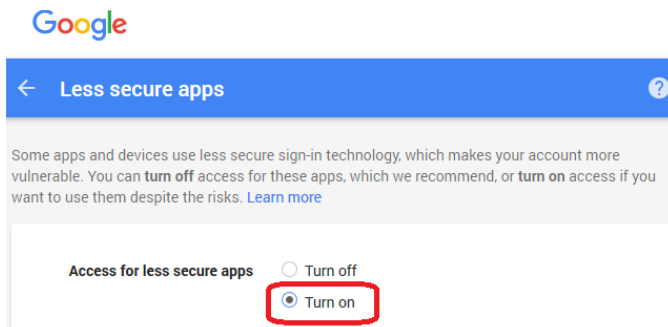 Google
Less secure apps
?
Some apps and devices use less secure sign-in technology, which makes your account more
vulnerable. You can turn off access for these apps, which we recommend, or turn on access if you
want to use them despite the risks. Learn more
Access for less secure apps
Turn off
Turn on